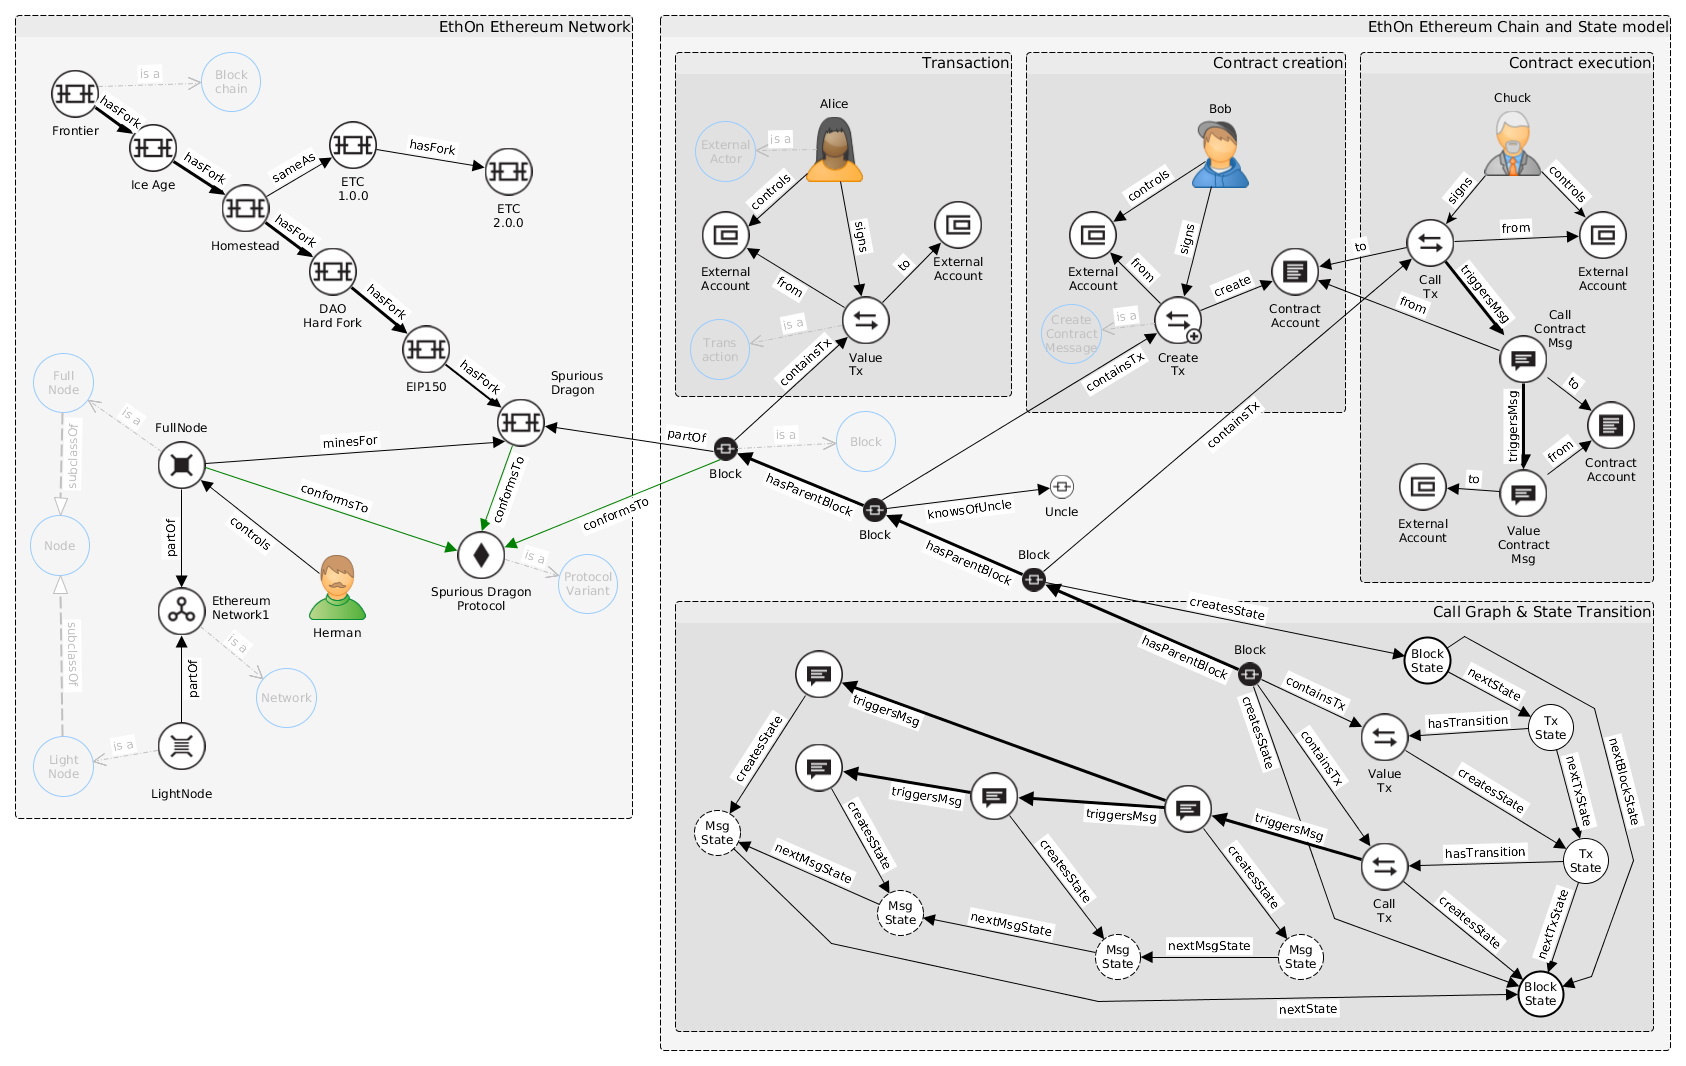 EthOn Ethereum Network
is a
Block
chain
Frontier
hasFork
Ice Age
hasFork
sameAs
ETC
1.0.0
hasFork
ETC
2.0.0
Homestead
hasFork
DAO
Hard Fork
hasFork
EIP150
hasFork
Spurious
Dragon
Full
Node
is a
subclassOf
FullNode
minesFor
conformsTo
conformsTo
Node
partOf
controls
Spurious Dragon
Protocol
is a
Protocol
Variant
Ethereum
Network1
Herman
is a
subclassOf
partOf
Network
Light
Node
is a
LightNode
EthOn Ethereum Chain and State model
Transaction
Alice
External
Actor
is a
controls
signs
External
Account
External
Account
from
to
Trans
action
is a
Value
Tx
containsTx
Contract creation
Bob
controls
signs
External
Account
from
create
Contract
Account
Create
Contract
Message
is a
Create
Tx
containsTx
Contract execution
Chuck
signs
controls
to
from
Call
Tx
External
Account
triggersMsg
from
Call
Contract
Msg
to
triggersMsg
from
Contract
Account
to
External
Account
Value
Contract
Msg
containsTx
partOf
is a
Block
Block
conformsTo
hasParentBlock
knowsOfUncle
Uncle
Block
hasParentBlock
Block
createsState
hasParentBlock
Call Graph & State Transition
Block
Block
State
nextState
containsTx
hasTransition
Tx
State
triggersMsg
createsState
createsState
containsTx
Value
Tx
createsState
nextTxState
nextBlockState
triggersMsg
triggersMsg
triggersMsg
Msg
State
createsState
createsState
createsState
hasTransition
Tx
State
nextMsgState
Call
Tx
createsState
nextTxState
Msg
State
nextMsgState
Msg
State
nextMsgState
Msg
State
Block
State
nextState